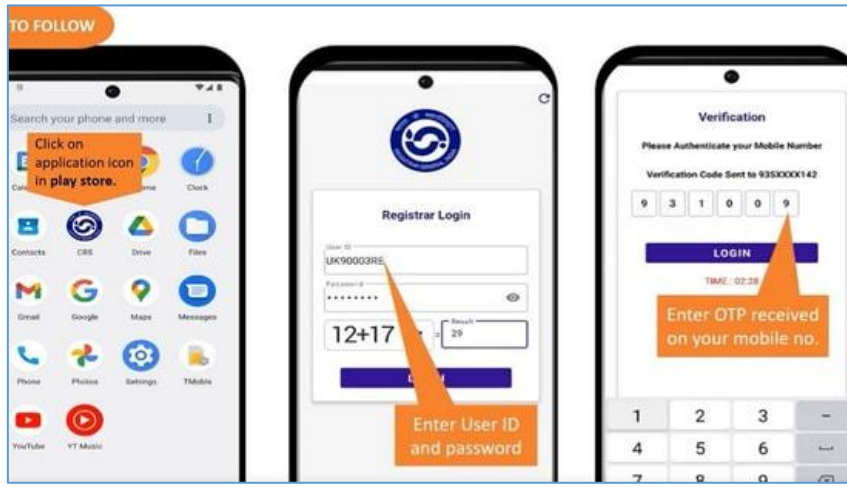 TO FOLLOW
Search your phone and more
Click on
application icon
in play store.
Clock
Contacts
CRS
Drive
Files
Gmail
Google
Maps
Messages
Phone
Photos
Settings
TMobile
YouTube
YT Music
Registrar Login
User ID
UK90003RE
Password
12+17
=
Result
29
Enter User ID
and password
Verification
Please Authenticate your Mobile Number
Verification Code Sent to 935XXXX142
9 3 1 0 0 9
LOGIN
TIME : 02:28
Enter OTP received
on your mobile no.
1 2 3 -
4 5 6
7 8 9